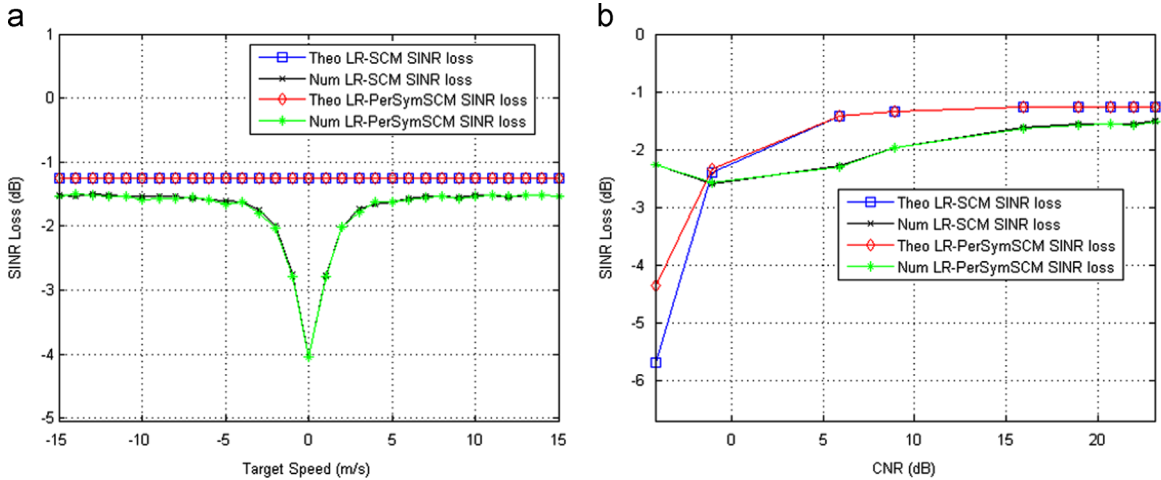 a
1
0
-1
-2
-3
-4
-5
SINR Loss (dB)
Theo LR-SCM SINR loss
Num LR-SCM SINR loss
Theo LR-PerSymSCM SINR loss
Num LR-PerSymSCM SINR loss
-15
-10
-5
0
5
10
15
Target Speed (m/s)
b
0
-1
-2
-3
-4
-5
-6
SINR Loss (dB)
Theo LR-SCM SINR loss
Num LR-SCM SINR loss
Theo LR-PerSymSCM SINR loss
Num LR-PerSymSCM SINR loss
0
5
10
15
20
CNR (dB)